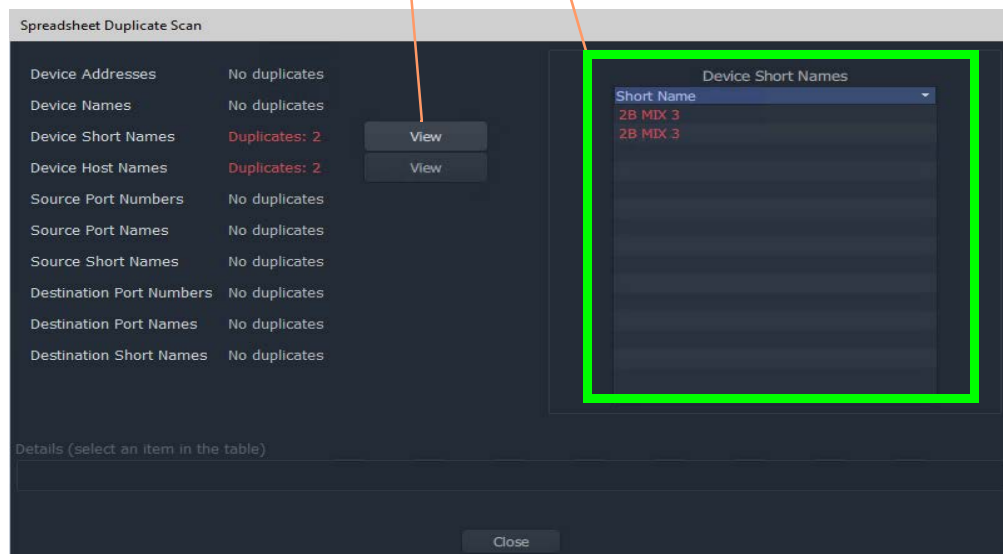 Spreadsheet Duplicate Scan
Device Addresses No duplicates
Device Names No duplicates
Device Short Names Duplicates: 2 View
Device Host Names Duplicates: 2 View
Source Port Numbers No duplicates
Source Port Names No duplicates
Source Short Names No duplicates
Destination Port Numbers No duplicates
Destination Port Names No duplicates
Destination Short Names No duplicates
Device Short Names
Short Name
2B MIX 3
2B MIX 3
Details (select an item in the table)
Close